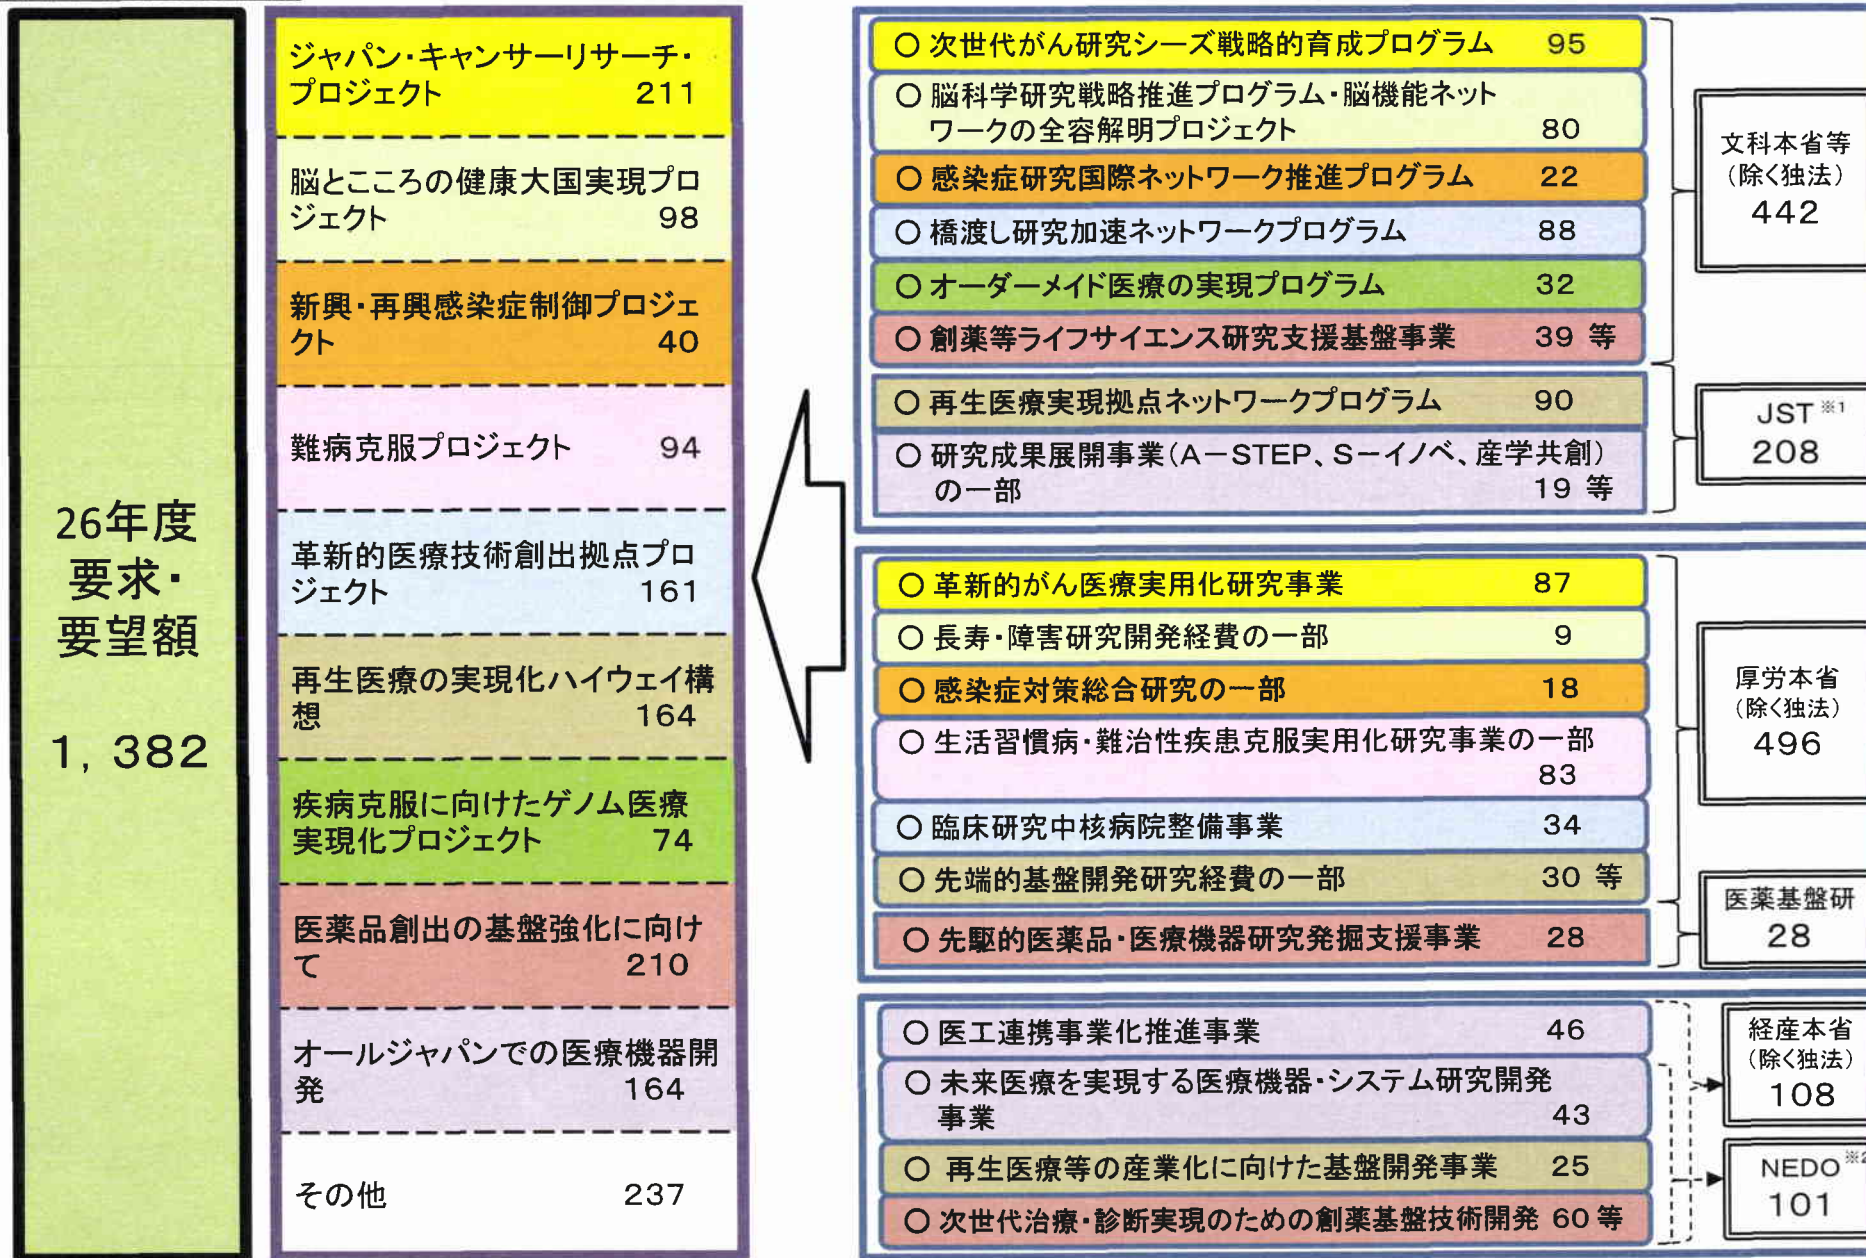 26年度
要求・
要望額
1, 382
ジャパン・キャンサーリサーチ・
プロジェクト 211
脳とこころの健康大国実現プロ
ジェクト 98
新興・再興感染症制御プロジェ
クト 40
難病克服プロジェクト 94
革新的医療技術創出拠点プロ
ジェクト 161
再生医療の実現化ハイウェイ構
想 164
疾病克服に向けたゲノム医療
実現化プロジェクト 74
医薬品創出の基盤強化に向け
て 210
オールジャパンでの医療機器開
発 164
その他 237
○ 次世代がん研究シーズ戦略的育成プログラム 95
○ 脳科学研究戦略推進プログラム・脳機能ネット
ワークの全容解明プロジェクト 80
○ 感染症研究国際ネットワーク推進プログラム 22
○ 橋渡し研究加速ネットワークプログラム 88
○ オーダーメイド医療の実現プログラム 32
○ 創薬等ライフサイエンス研究支援基盤事業 39 等
○ 再生医療実現拠点ネットワークプログラム 90
○ 研究成果展開事業(A-STEP、S-イノベ、産学共創)
の一部 19 等
文科本省等
(除く独法)
442
JST ※1
208
○ 革新的がん医療実用化研究事業 87
○ 長寿・障害研究開発経費の一部 9
○ 感染症対策総合研究の一部 18
○ 生活習慣病・難治性疾患克服実用化研究事業の一部
83
○ 臨床研究中核病院整備事業 34
○ 先端的基盤開発研究経費の一部 30 等
○ 先駆的医薬品・医療機器研究発掘支援事業 28
厚労本省
(除く独法)
496
医薬基盤研
28
○ 医工連携事業化推進事業 46
○ 未来医療を実現する医療機器・システム研究開発
事業 43
○ 再生医療等の産業化に向けた基盤開発事業 25
○ 次世代治療・診断実現のための創薬基盤技術開発 60 等
経産本省
(除く独法)
108
NEDO ※2
101